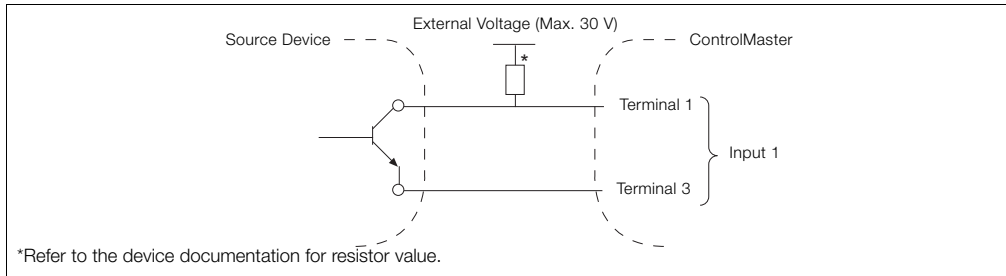 External Voltage (Max. 30 V)
Source Device
ControlMaster
*
Terminal 1
Input 1
Terminal 3
*Refer to the device documentation for resistor value.